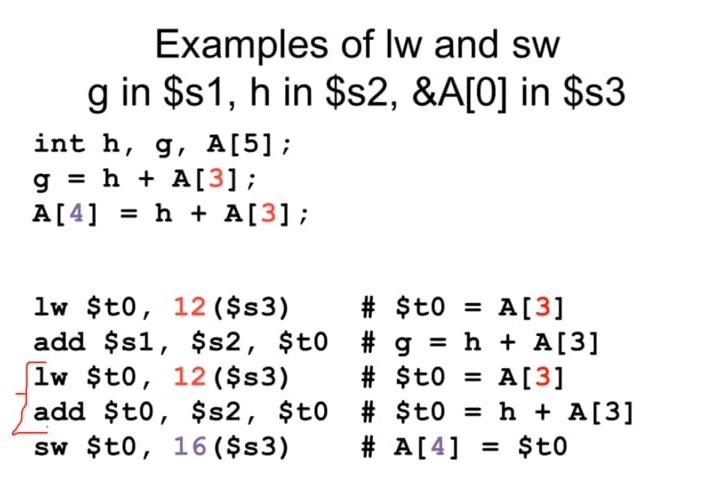 Examples of lw and sw
g in $s1, h in $s2, &A[0] in $s3
int h, g, A[5];
g = h + A[3];
A[4] = h + A[3];
lw $t0, 12($s3) # $t0 = A[3]
add $s1, $s2, $t0 # g = h + A[3]
lw $t0, 12($s3) # $t0 = A[3]
add $t0, $s2, $t0 # $t0 = h + A[3]
sw $t0, 16($s3) # A[4] = $t0